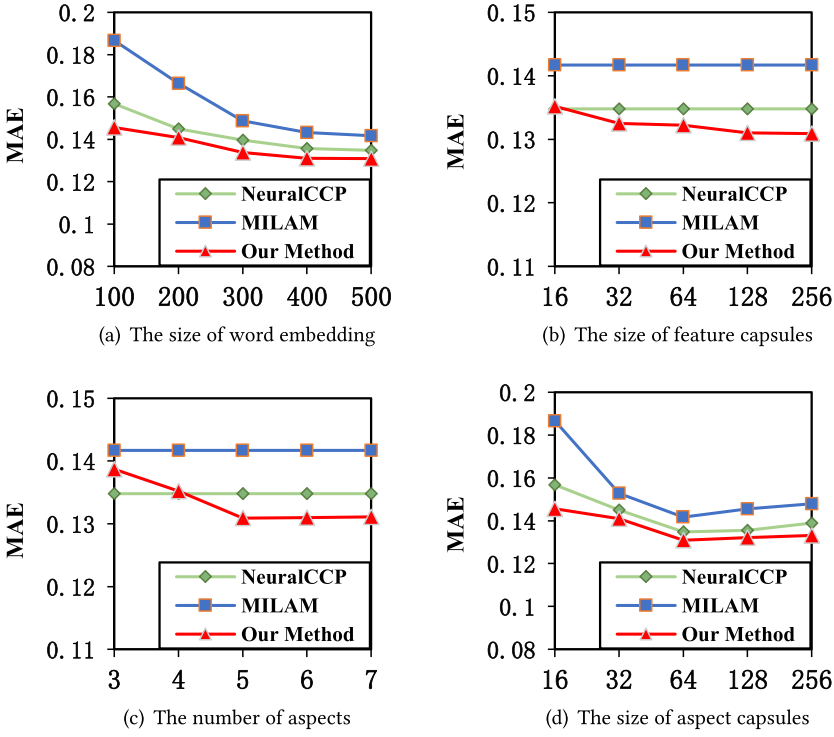 0.2
0.18
0.16
0.14
0.12
0.1
0.08
MAE
NeuralCCP
MILAM
Our Method
100 200 300 400 500
(a) The size of word embedding
0.15
0.14
0.13
0.12
0.11
MAE
NeuralCCP
MILAM
Our Method
16 32 64 128 256
(b) The size of feature capsules
0.15
0.14
0.13
0.12
0.11
MAE
NeuralCCP
MILAM
Our Method
3 4 5 6 7
(c) The number of aspects
0.2
0.18
0.16
0.14
0.12
0.1
0.08
MAE
NeuralCCP
MILAM
Our Method
16 32 64 128 256
(d) The size of aspect capsules